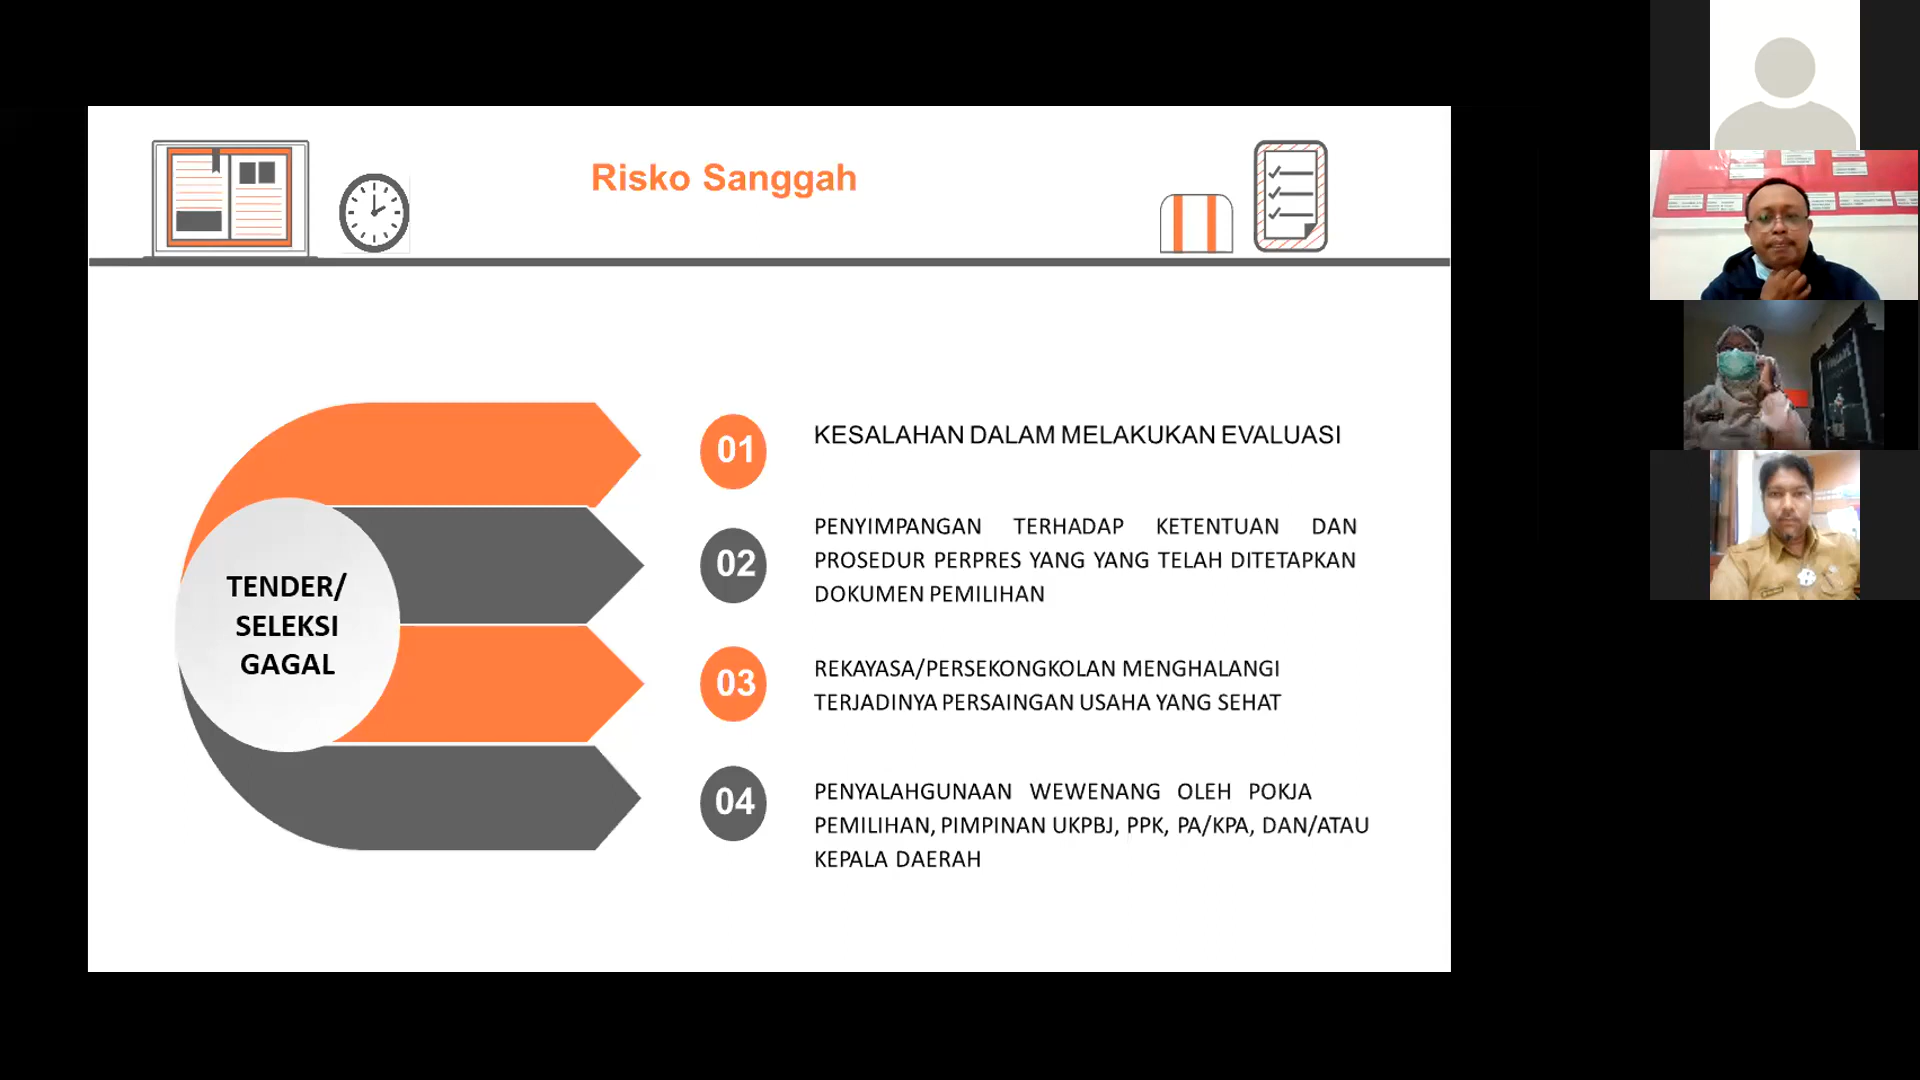 Risko Sanggah
TENDER/
SELEKSI
GAGAL
01
KESALAHAN DALAM MELAKUKAN EVALUASI
02
PENYIMPANGAN TERHADAP KETENTUAN DAN
PROSEDUR PERPRES YANG YANG TELAH DITETAPKAN
DOKUMEN PEMILIHAN
03
REKAYASA/PERSEKONGKOLAN MENGHALANGI
TERJADINYA PERSAINGAN USAHA YANG SEHAT
04
PENYALAHGUNAAN WEWENANG OLEH POKJA
PEMILIHAN, PIMPINAN UKPBJ, PPK, PA/KPA, DAN/ATAU
KEPALA DAERAH